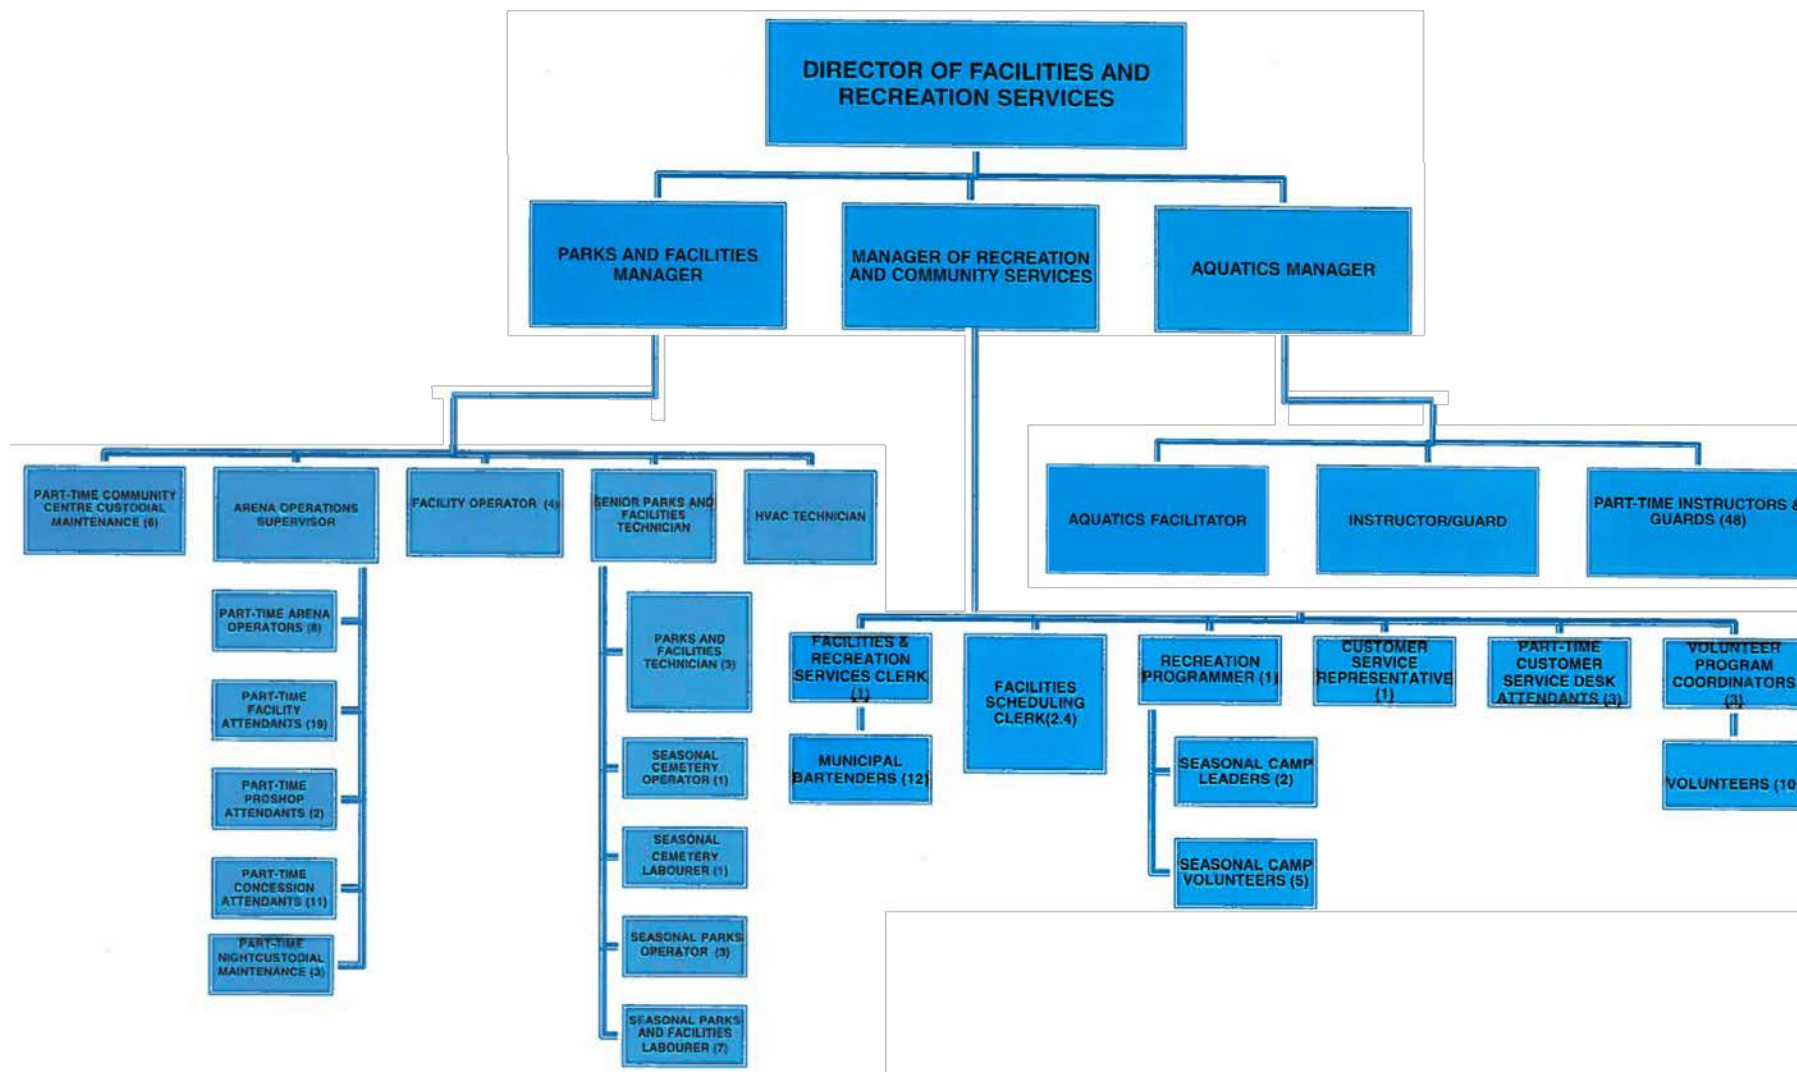 DIRECTOR OF FACILITIES AND
RECREATION SERVICES
PARKS AND FACILITIES
MANAGER
MANAGER OF RECREATION
AND COMMUNITY SERVICES
AQUATICS MANAGER
PART-TIME COMMUNITY
CENTRE CUSTODIAL
MAINTENANCE (6)
ARENA OPERATIONS
SUPERVISOR
FACILITY OPERATOR (4)
SENIOR PARKS AND
FACILITIES
TECHNICIAN
HVAC TECHNICIAN
AQUATICS FACILITATOR
INSTRUCTOR/GUARD
PART-TIME INSTRUCTORS &
GUARDS (48)
PART-TIME ARENA
OPERATORS (8)
PART-TIME
FACILITY
ATTENDANTS (19)
PART-TIME
PROSHOP
ATTENDANTS (2)
PART-TIME
CONCESSION
ATTENDANTS (11)
PART-TIME
NIGHTCUSTODIAL
MAINTENANCE (3)
PARKS AND
FACILITIES
TECHNICIAN (3)
SEASONAL
CEMETERY
OPERATOR (1)
SEASONAL
CEMETERY
LABOURER (1)
SEASONAL PARKS
OPERATOR (3)
SEASONAL PARKS
AND FACILITIES
LABOURER (7)
FACILITIES &
RECREATION
SERVICES CLERK
(1)
MUNICIPAL
BARTENDERS (12)
FACILITIES
SCHEDULING
CLERK(2.4)
RECREATION
PROGRAMMER (1)
SEASONAL CAMP
LEADERS (2)
SEASONAL CAMP
VOLUNTEERS (5)
CUSTOMER
SERVICE
REPRESENTATIVE
(1)
PART-TIME
CUSTOMER
SERVICE DESK
ATTENDANTS (3)
VOLUNTEER
PROGRAM
COORDINATORS
(3)
VOLUNTEERS (10